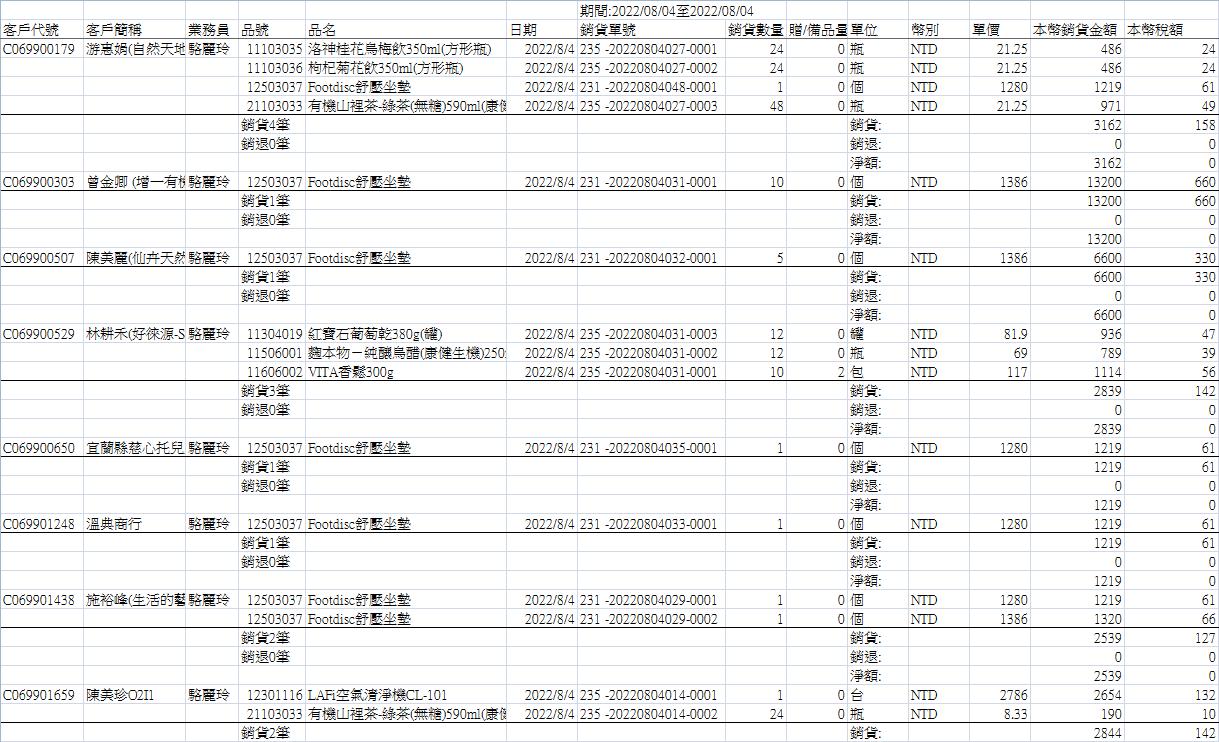 期間:2022/08/04至2022/08/04
客戶代號 客戶簡稱 業務員 品號 品名 日期 銷貨單號 銷貨數量 贈/備品量 單位 幣別 單價 本幣銷貨金額 本幣稅額
C069900179 游惠娟(自然天地 駱麗玲 11103035 洛神桂花烏梅飲350ml(方形瓶) 2022/8/4 235 -20220804027-0001 24 0 瓶 NTD 21.25 486 24
11103036 枸杞菊花飲350ml(方形瓶) 2022/8/4 235 -20220804027-0002 24 0 瓶 NTD 21.25 486 24
12503037 Footdisc舒壓坐墊 2022/8/4 231 -20220804048-0001 1 0 個 NTD 1280 1219 61
21103033 有機山裡茶-綠茶(無糖)590ml(康健 2022/8/4 235 -20220804027-0003 48 0 瓶 NTD 21.25 971 49
銷貨4筆 銷貨: 3162 158
銷退0筆 銷退: 0 0
淨額: 3162 0
C069900303 曾金卿 (增一有機 駱麗玲 12503037 Footdisc舒壓坐墊 2022/8/4 231 -20220804031-0001 10 0 個 NTD 1386 13200 660
銷貨1筆 銷貨: 13200 660
銷退0筆 銷退: 0 0
淨額: 13200 0
C069900507 陳美麗(仙卉天然 駱麗玲 12503037 Footdisc舒壓坐墊 2022/8/4 231 -20220804032-0001 5 0 個 NTD 1386 6600 330
銷貨1筆 銷貨: 6600 330
銷退0筆 銷退: 0 0
淨額: 6600 0
C069900529 林耕禾(好徠源-S 駱麗玲 11304019 紅寶石葡萄乾380g(罐) 2022/8/4 235 -20220804031-0003 12 0 罐 NTD 81.9 936 47
11506001 麴本物－純釀烏醋(康健生機)250 2022/8/4 235 -20220804031-0002 12 0 瓶 NTD 69 789 39
11606002 VITA香鬆300g 2022/8/4 235 -20220804031-0001 10 2 包 NTD 117 1114 56
銷貨3筆 銷貨: 2839 142
銷退0筆 銷退: 0 0
淨額: 2839 0
C069900650 宜蘭縣慈心托兒 駱麗玲 12503037 Footdisc舒壓坐墊 2022/8/4 231 -20220804035-0001 1 0 個 NTD 1280 1219 61
銷貨1筆 銷貨: 1219 61
銷退0筆 銷退: 0 0
淨額: 1219 0
C069901248 溫典商行 駱麗玲 12503037 Footdisc舒壓坐墊 2022/8/4 231 -20220804033-0001 1 0 個 NTD 1280 1219 61
銷貨1筆 銷貨: 1219 61
銷退0筆 銷退: 0 0
淨額: 1219 0
C069901438 施裕峰(生活的藝 駱麗玲 12503037 Footdisc舒壓坐墊 2022/8/4 231 -20220804029-0001 1 0 個 NTD 1280 1219 61
12503037 Footdisc舒壓坐墊 2022/8/4 231 -20220804029-0002 1 0 個 NTD 1386 1320 66
銷貨2筆 銷貨: 2539 127
銷退0筆 銷退: 0 0
淨額: 2539 0
C069901659 陳美珍O2I1 駱麗玲 12301116 LAFi空氣清淨機CL-101 2022/8/4 235 -20220804014-0001 1 0 台 NTD 2786 2654 132
21103033 有機山裡茶-綠茶(無糖)590ml(康健 2022/8/4 235 -20220804014-0002 24 0 瓶 NTD 8.33 190 10
銷貨2筆 銷貨: 2844 142